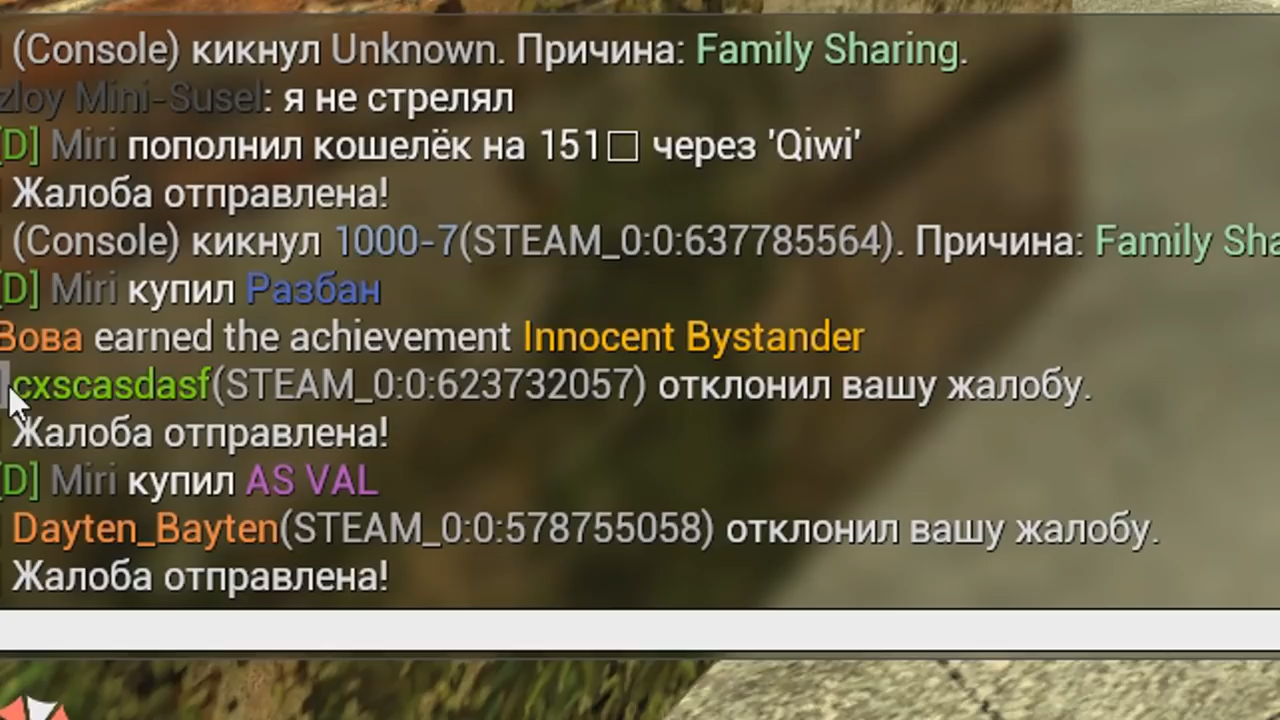 (Console) кикнул Unknown. Причина: Family Sharing.
zloy Mini-Susel: я не стрелял
[D] Miri пополнил кошелёк на 151□ через 'Qiwi'
Жалоба отправлена!
(Console) кикнул 1000-7(STEAM_0:0:637785564). Причина: Family Sha
[D] Miri купил Разбан
Вова earned the achievement Innocent Bystander
cxscasdasf(STEAM_0:0:623732057) отклонил вашу жалобу.
Жалоба отправлена!
[D] Miri купил AS VAL
Dayten_Bayten(STEAM_0:0:578755058) отклонил вашу жалобу.
Жалоба отправлена!